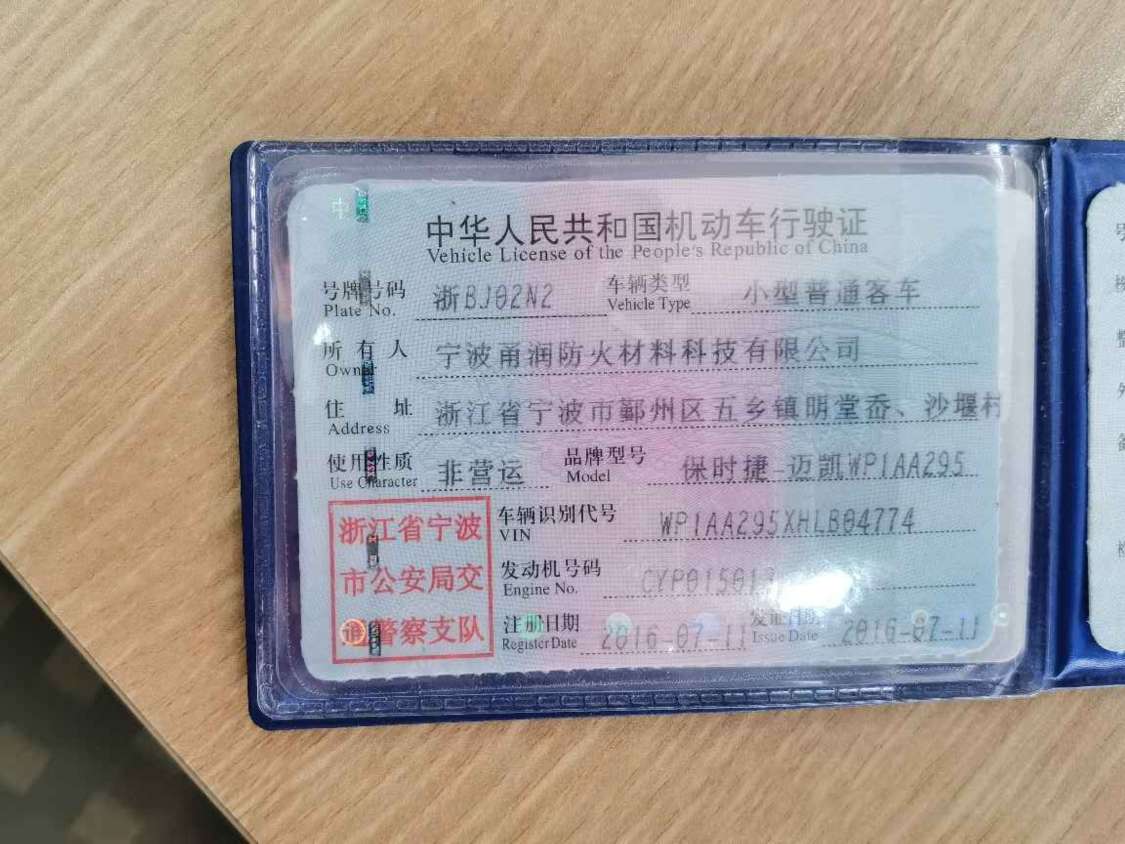 中华人民共和国机动车行驶证
Vehicle License of the People's Republic of China
号牌号码 浙BJ02N2 车辆类型 小型普通客车
Plate No. Vehicle Type
所有人 宁波甬润防火材料科技有限公司
Owner
住址 浙江省宁波市鄞州区五乡镇明堂岙、沙堰村
Address
使用性质 非营运 品牌型号 保时捷-迈凯WP1AA295
Use Character Model
浙江省宁波 车辆识别代号 WP1AA295XHLB04774
VIN
市公安局交 发动机号码 CYP01501
Engine No.
警察支队 注册日期 2016-07-11 发证日期 2016-07-11
Register Date Issue Date